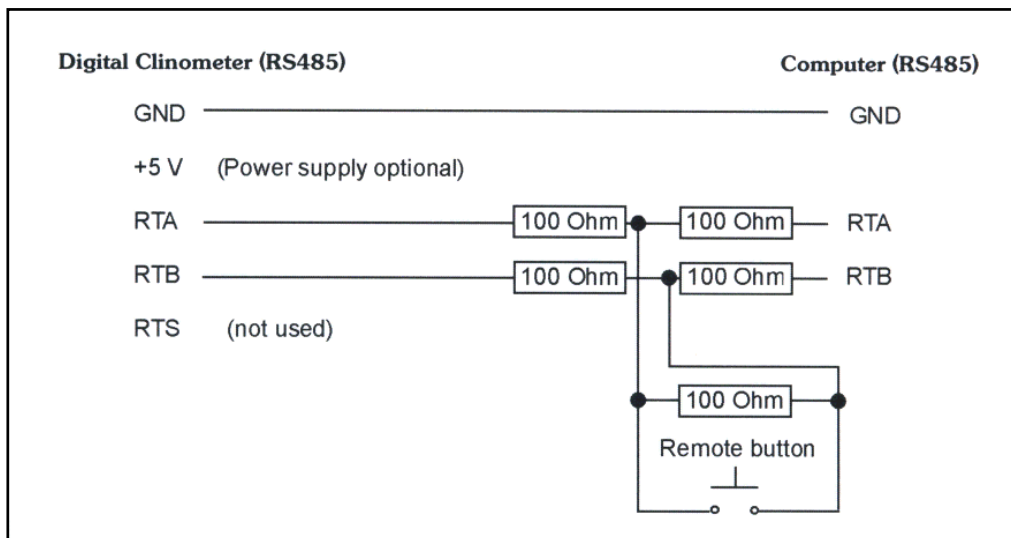 Digital Clinometer (RS485) Computer (RS485)
GND GND
+5 V (Power supply optional)
RTA 100 Ohm 100 Ohm RTA
RTB 100 Ohm 100 Ohm RTB
RTS (not used)
100 Ohm
Remote button